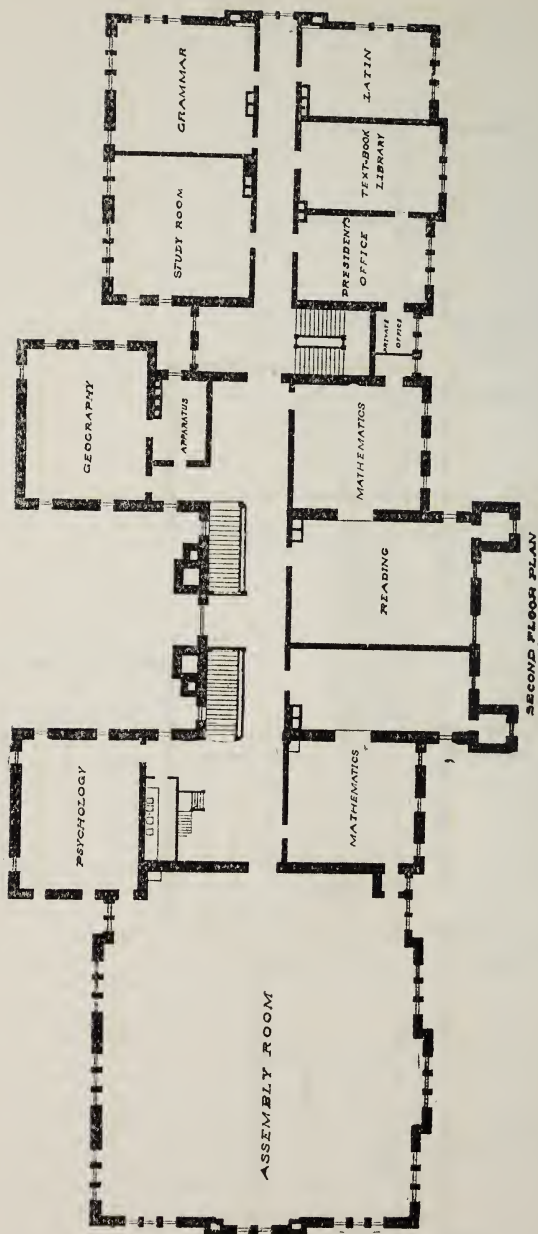 GRAMMAR
LATIN
STUDY ROOM
TEXT-BOOK
LIBRARY
PRESIDENT'S
OFFICE
PRIVATE
OFFICE
GEOGRAPHY
APPARATUS
MATHEMATICS
READING
PSYCHOLOGY
MATHEMATICS
ASSEMBLY ROOM
SECOND FLOOR PLAN